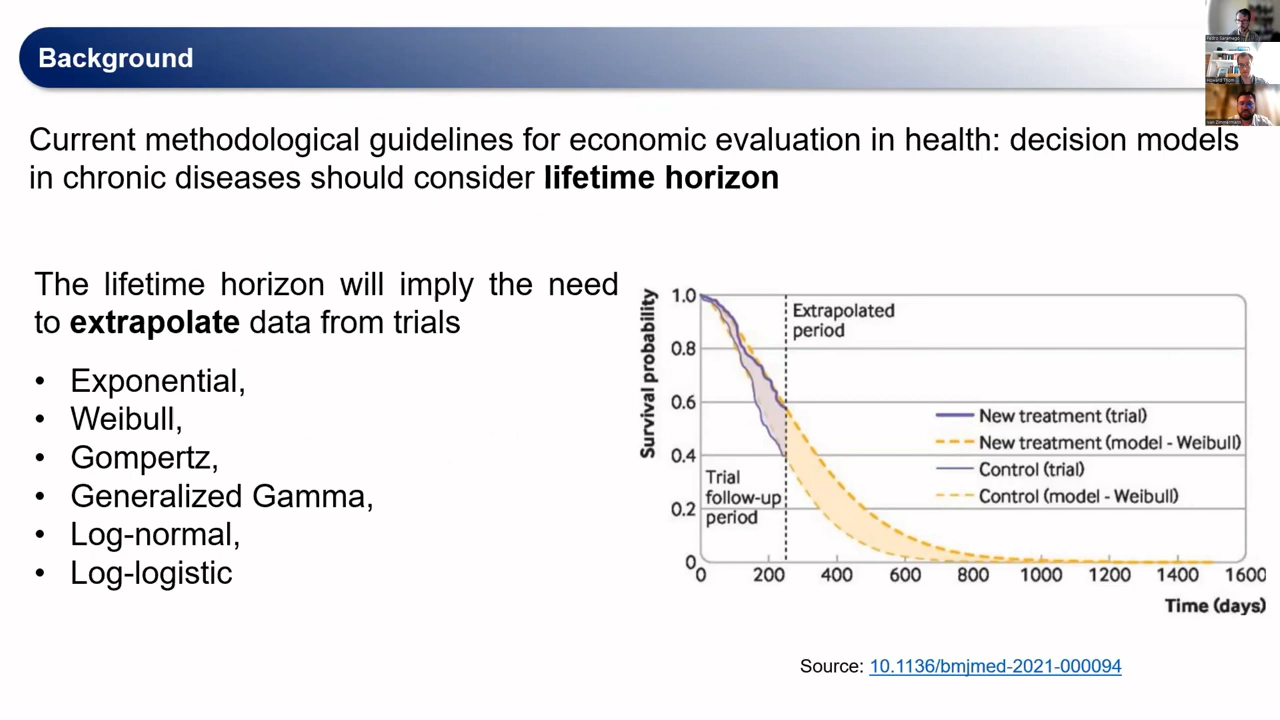 Background
Current methodological guidelines for economic evaluation in health: decision models
in chronic diseases should consider lifetime horizon
The lifetime horizon will imply the need
to extrapolate data from trials
• Exponential,
• Weibull,
• Gompertz,
• Generalized Gamma,
• Log-normal,
• Log-logistic
Survival probability
1.0
0.8
0.6
0.4
0.2
0
Extrapolated
period
Trial
follow-up
period
New treatment (trial)
New treatment (model - Weibull)
Control (trial)
Control (model - Weibull)
0 200 400 600 800 1000 1200 1400 1600
Time (days)
Source: 10.1136/bmjmed-2021-000094
Pedro Saramago
Howard Thom